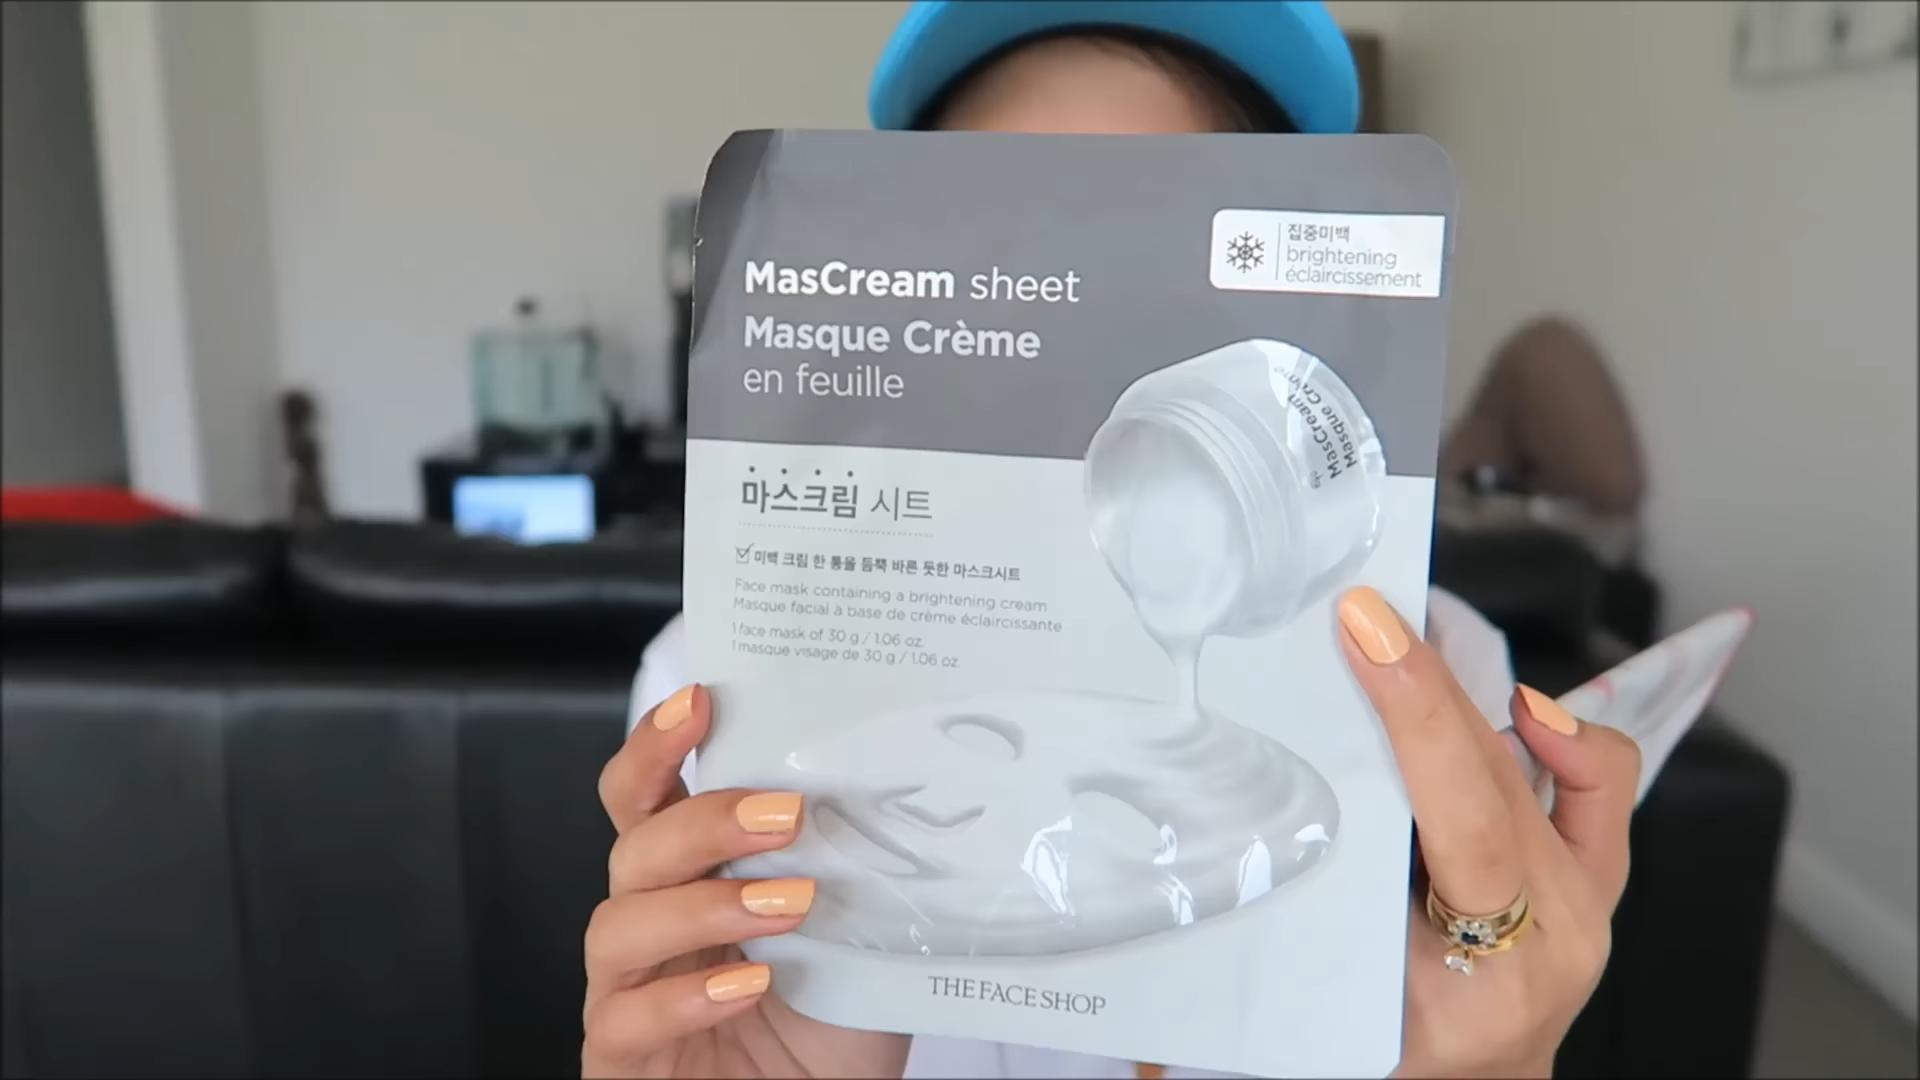 집중미백
brightening
éclaircissement
MasCream sheet
Masque Crème
en feuille
MasCream
Masque Crème
마스크림 시트
미백 크림 한 통을 듬뿍 바른 듯한 마스크시트
Face mask containing a brightening cream
Masque facial à base de crème éclaircissante
1 face mask of 30 g / 1.06 oz.
1 masque visage de 30 g / 1.06 oz.
THE FACE SHOP